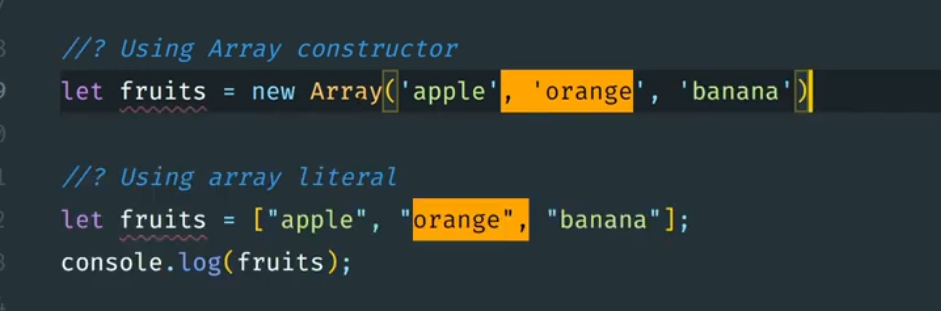 //? Using Array constructor
let fruits = new Array('apple', 'orange', 'banana')
//? Using array literal
let fruits = ["apple", "orange", "banana"];
console.log(fruits);